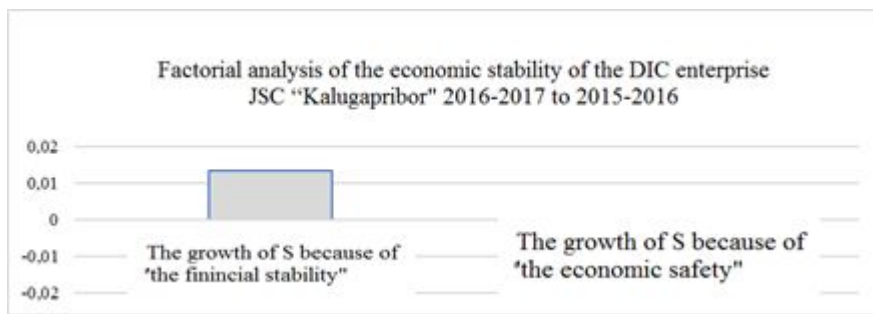 Factorial analysis of the economic stability of the DIC enterprise
JSC “Kalugapribor" 2016-2017 to 2015-2016
0,02
0,01
0
-0,01
-0,02
The growth of S because of
"the finincial stability"
The growth of S because of
"the economic safety"